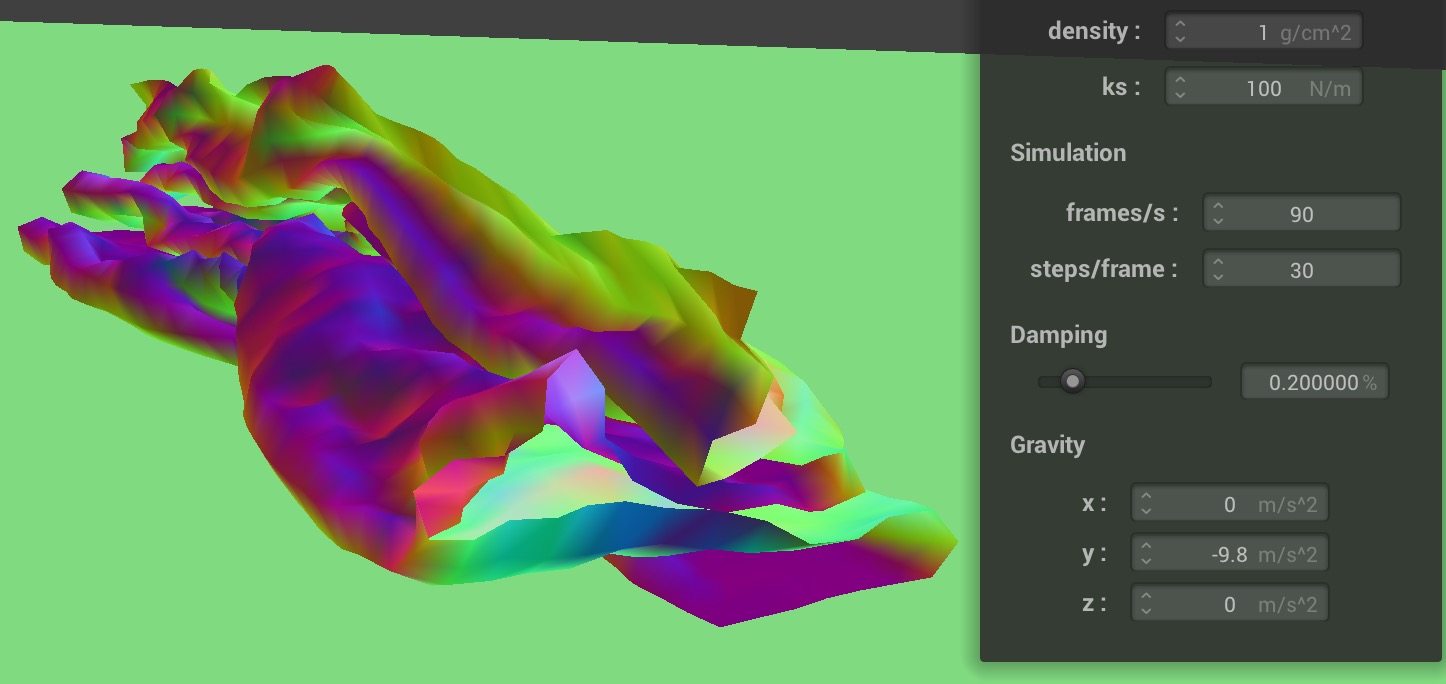 density : 1 g/cm^2
ks : 100 N/m
Simulation
frames/s : 90
steps/frame : 30
Damping
0.200000 %
Gravity
x : 0 m/s^2
y : -9.8 m/s^2
z : 0 m/s^2